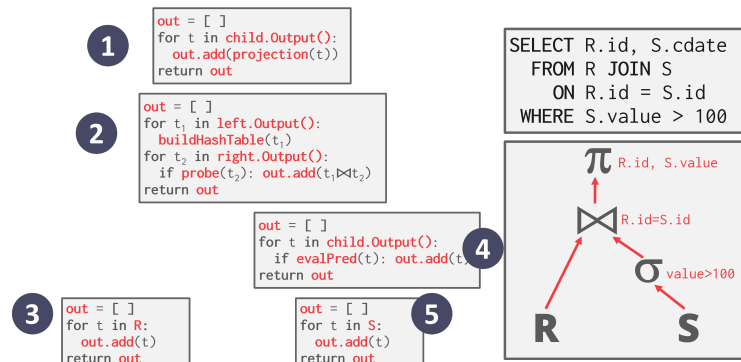 1
out = [ ]
for t in child.Output():
out.add(projection(t))
return out
2
out = [ ]
for t₁ in left.Output():
buildHashTable(t₁)
for t₂ in right.Output():
if probe(t₂): out.add(t₁⋈t₂)
return out
4
out = [ ]
for t in child.Output():
if evalPred(t): out.add(t
return out
3
out = [ ]
for t in R:
out.add(t)
return out
5
out = [ ]
for t in S:
out.add(t)
return out
SELECT R.id, S.cdate
FROM R JOIN S
ON R.id = S.id
WHERE S.value > 100
π R.id, S.value
⋈ R.id=S.id
σ value>100
R S